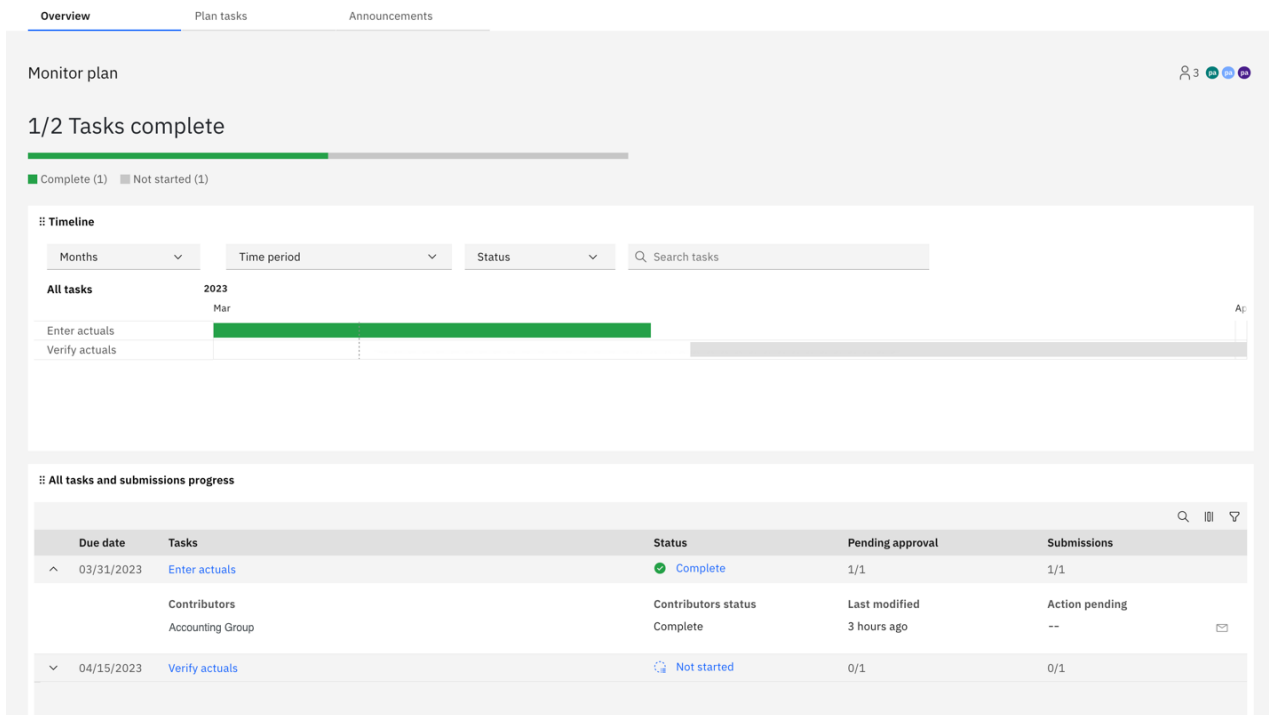 Overview Plan tasks Announcements
Monitor plan
3 pa pa pa
1/2 Tasks complete
Complete (1) Not started (1)
Timeline
Months Time period Status Search tasks
All tasks 2023
Mar Ap
Enter actuals
Verify actuals
All tasks and submissions progress
Due date Tasks Status Pending approval Submissions
03/31/2023 Enter actuals Complete 1/1 1/1
Contributors Contributors status Last modified Action pending
Accounting Group Complete 3 hours ago --
04/15/2023 Verify actuals Not started 0/1 0/1